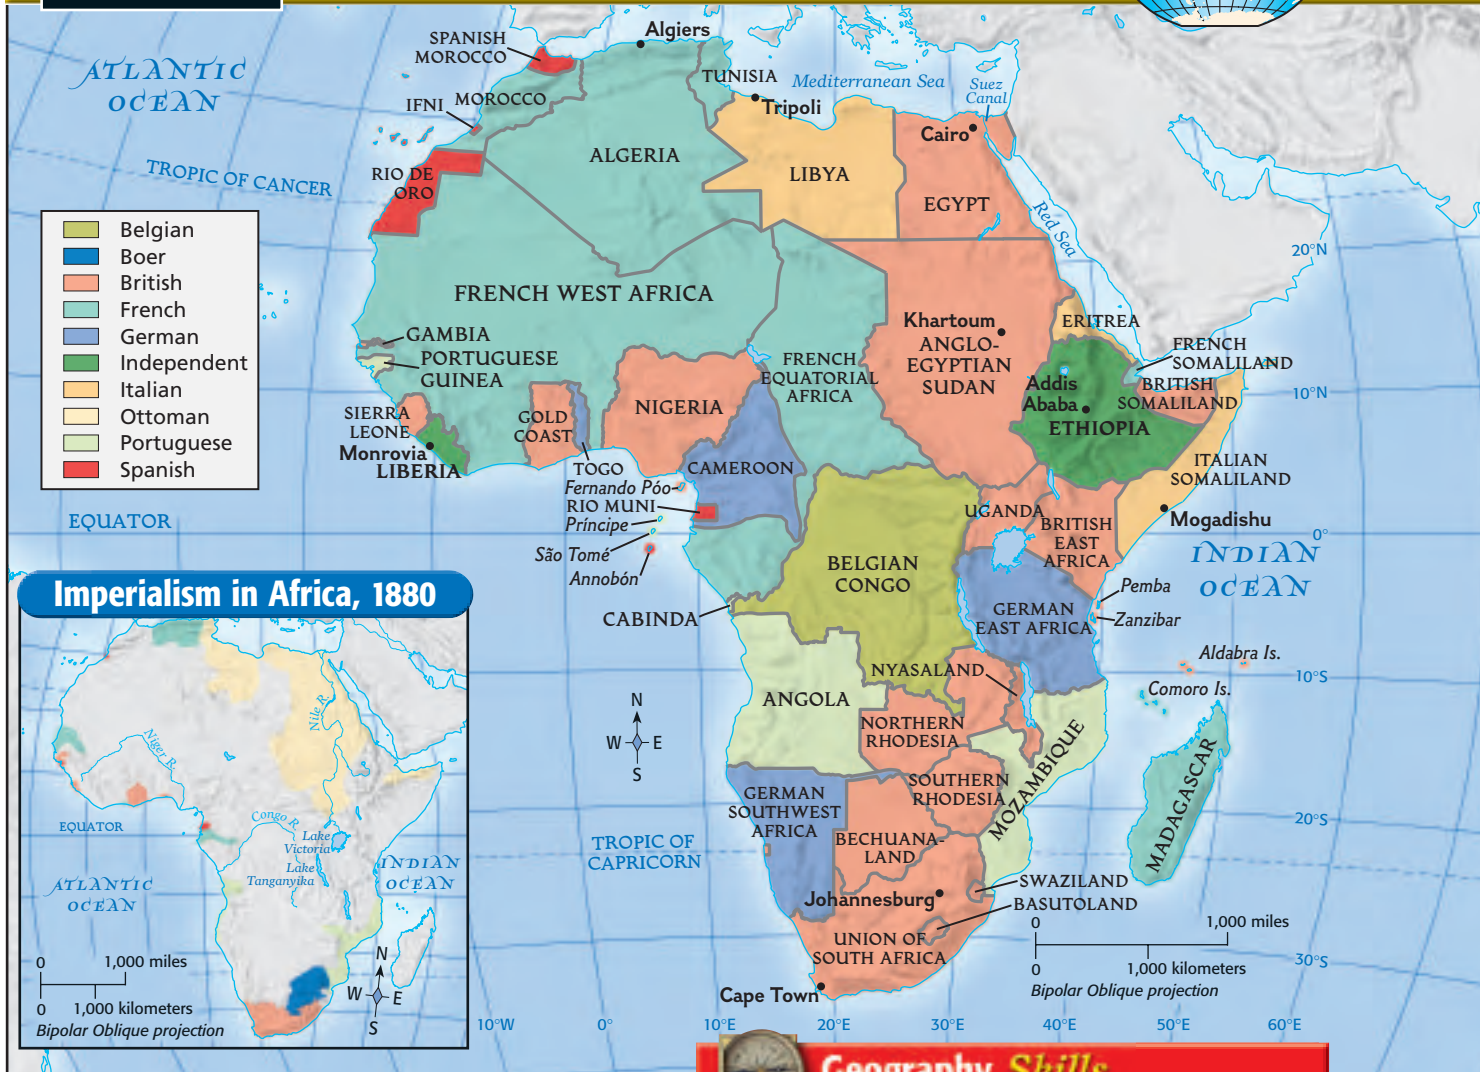 SPANISH
MOROCCO
Algiers
ATLANTIC
OCEAN
TUNISIA
Mediterranean Sea
Suez
Canal
IFNI
MOROCCO
Tripoli
Cairo
ALGERIA
LIBYA
EGYPT
TROPIC OF CANCER
RIO DE
ORO
Red Sea
20°N
Belgian
Boer
British
French
German
Independent
Italian
Ottoman
Portuguese
Spanish
FRENCH WEST AFRICA
GAMBIA
PORTUGUESE
GUINEA
Khartoum
ANGLO-
EGYPTIAN
SUDAN
ERITREA
FRENCH
SOMALILAND
FRENCH
EQUATORIAL
AFRICA
Addis
Ababa
BRITISH
SOMALILAND
10°N
SIERRA
LEONE
GOLD
COAST
NIGERIA
ETHIOPIA
Monrovia
LIBERIA
TOGO
CAMEROON
ITALIAN
SOMALILAND
Fernando Póo
RIO MUNI
Príncipe
São Tomé
Annobón
UGANDA
BRITISH
EAST
AFRICA
Mogadishu
EQUATOR
0°
INDIAN
OCEAN
BELGIAN
CONGO
CABINDA
GERMAN
EAST AFRICA
Pemba
Zanzibar
Aldabra Is.
Comoro Is.
10°S
NYASALAND
ANGOLA
NORTHERN
RHODESIA
MOZAMBIQUE
MADAGASCAR
N
W E
S
GERMAN
SOUTHWEST
AFRICA
SOUTHERN
RHODESIA
20°S
BECHUANA-
LAND
TROPIC OF
CAPRICORN
Johannesburg
SWAZILAND
BASUTOLAND
UNION OF
SOUTH AFRICA
Cape Town
0 1,000 miles
0 1,000 kilometers
Bipolar Oblique projection
30°S
10°W 0° 10°E 20°E 30°E 40°E 50°E 60°E
Imperialism in Africa, 1880
Nile R.
Niger R.
EQUATOR
Congo R.
Lake
Victoria
Lake
Tanganyika
INDIAN
OCEAN
ATLANTIC
OCEAN
0 1,000 miles
0 1,000 kilometers
Bipolar Oblique projection
N
W E
S
Geography Skills